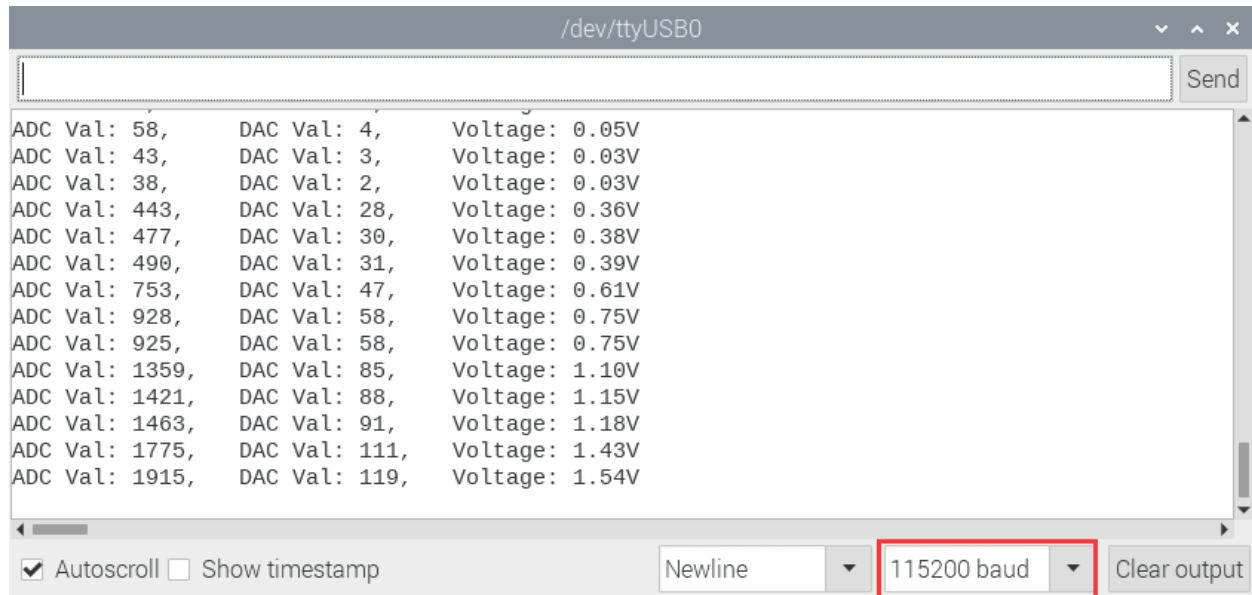 /dev/ttyUSB0
Send
ADC Val: 58, DAC Val: 4, Voltage: 0.05V
ADC Val: 43, DAC Val: 3, Voltage: 0.03V
ADC Val: 38, DAC Val: 2, Voltage: 0.03V
ADC Val: 443, DAC Val: 28, Voltage: 0.36V
ADC Val: 477, DAC Val: 30, Voltage: 0.38V
ADC Val: 490, DAC Val: 31, Voltage: 0.39V
ADC Val: 753, DAC Val: 47, Voltage: 0.61V
ADC Val: 928, DAC Val: 58, Voltage: 0.75V
ADC Val: 925, DAC Val: 58, Voltage: 0.75V
ADC Val: 1359, DAC Val: 85, Voltage: 1.10V
ADC Val: 1421, DAC Val: 88, Voltage: 1.15V
ADC Val: 1463, DAC Val: 91, Voltage: 1.18V
ADC Val: 1775, DAC Val: 111, Voltage: 1.43V
ADC Val: 1915, DAC Val: 119, Voltage: 1.54V
Autoscroll Show timestamp Newline 115200 baud Clear output